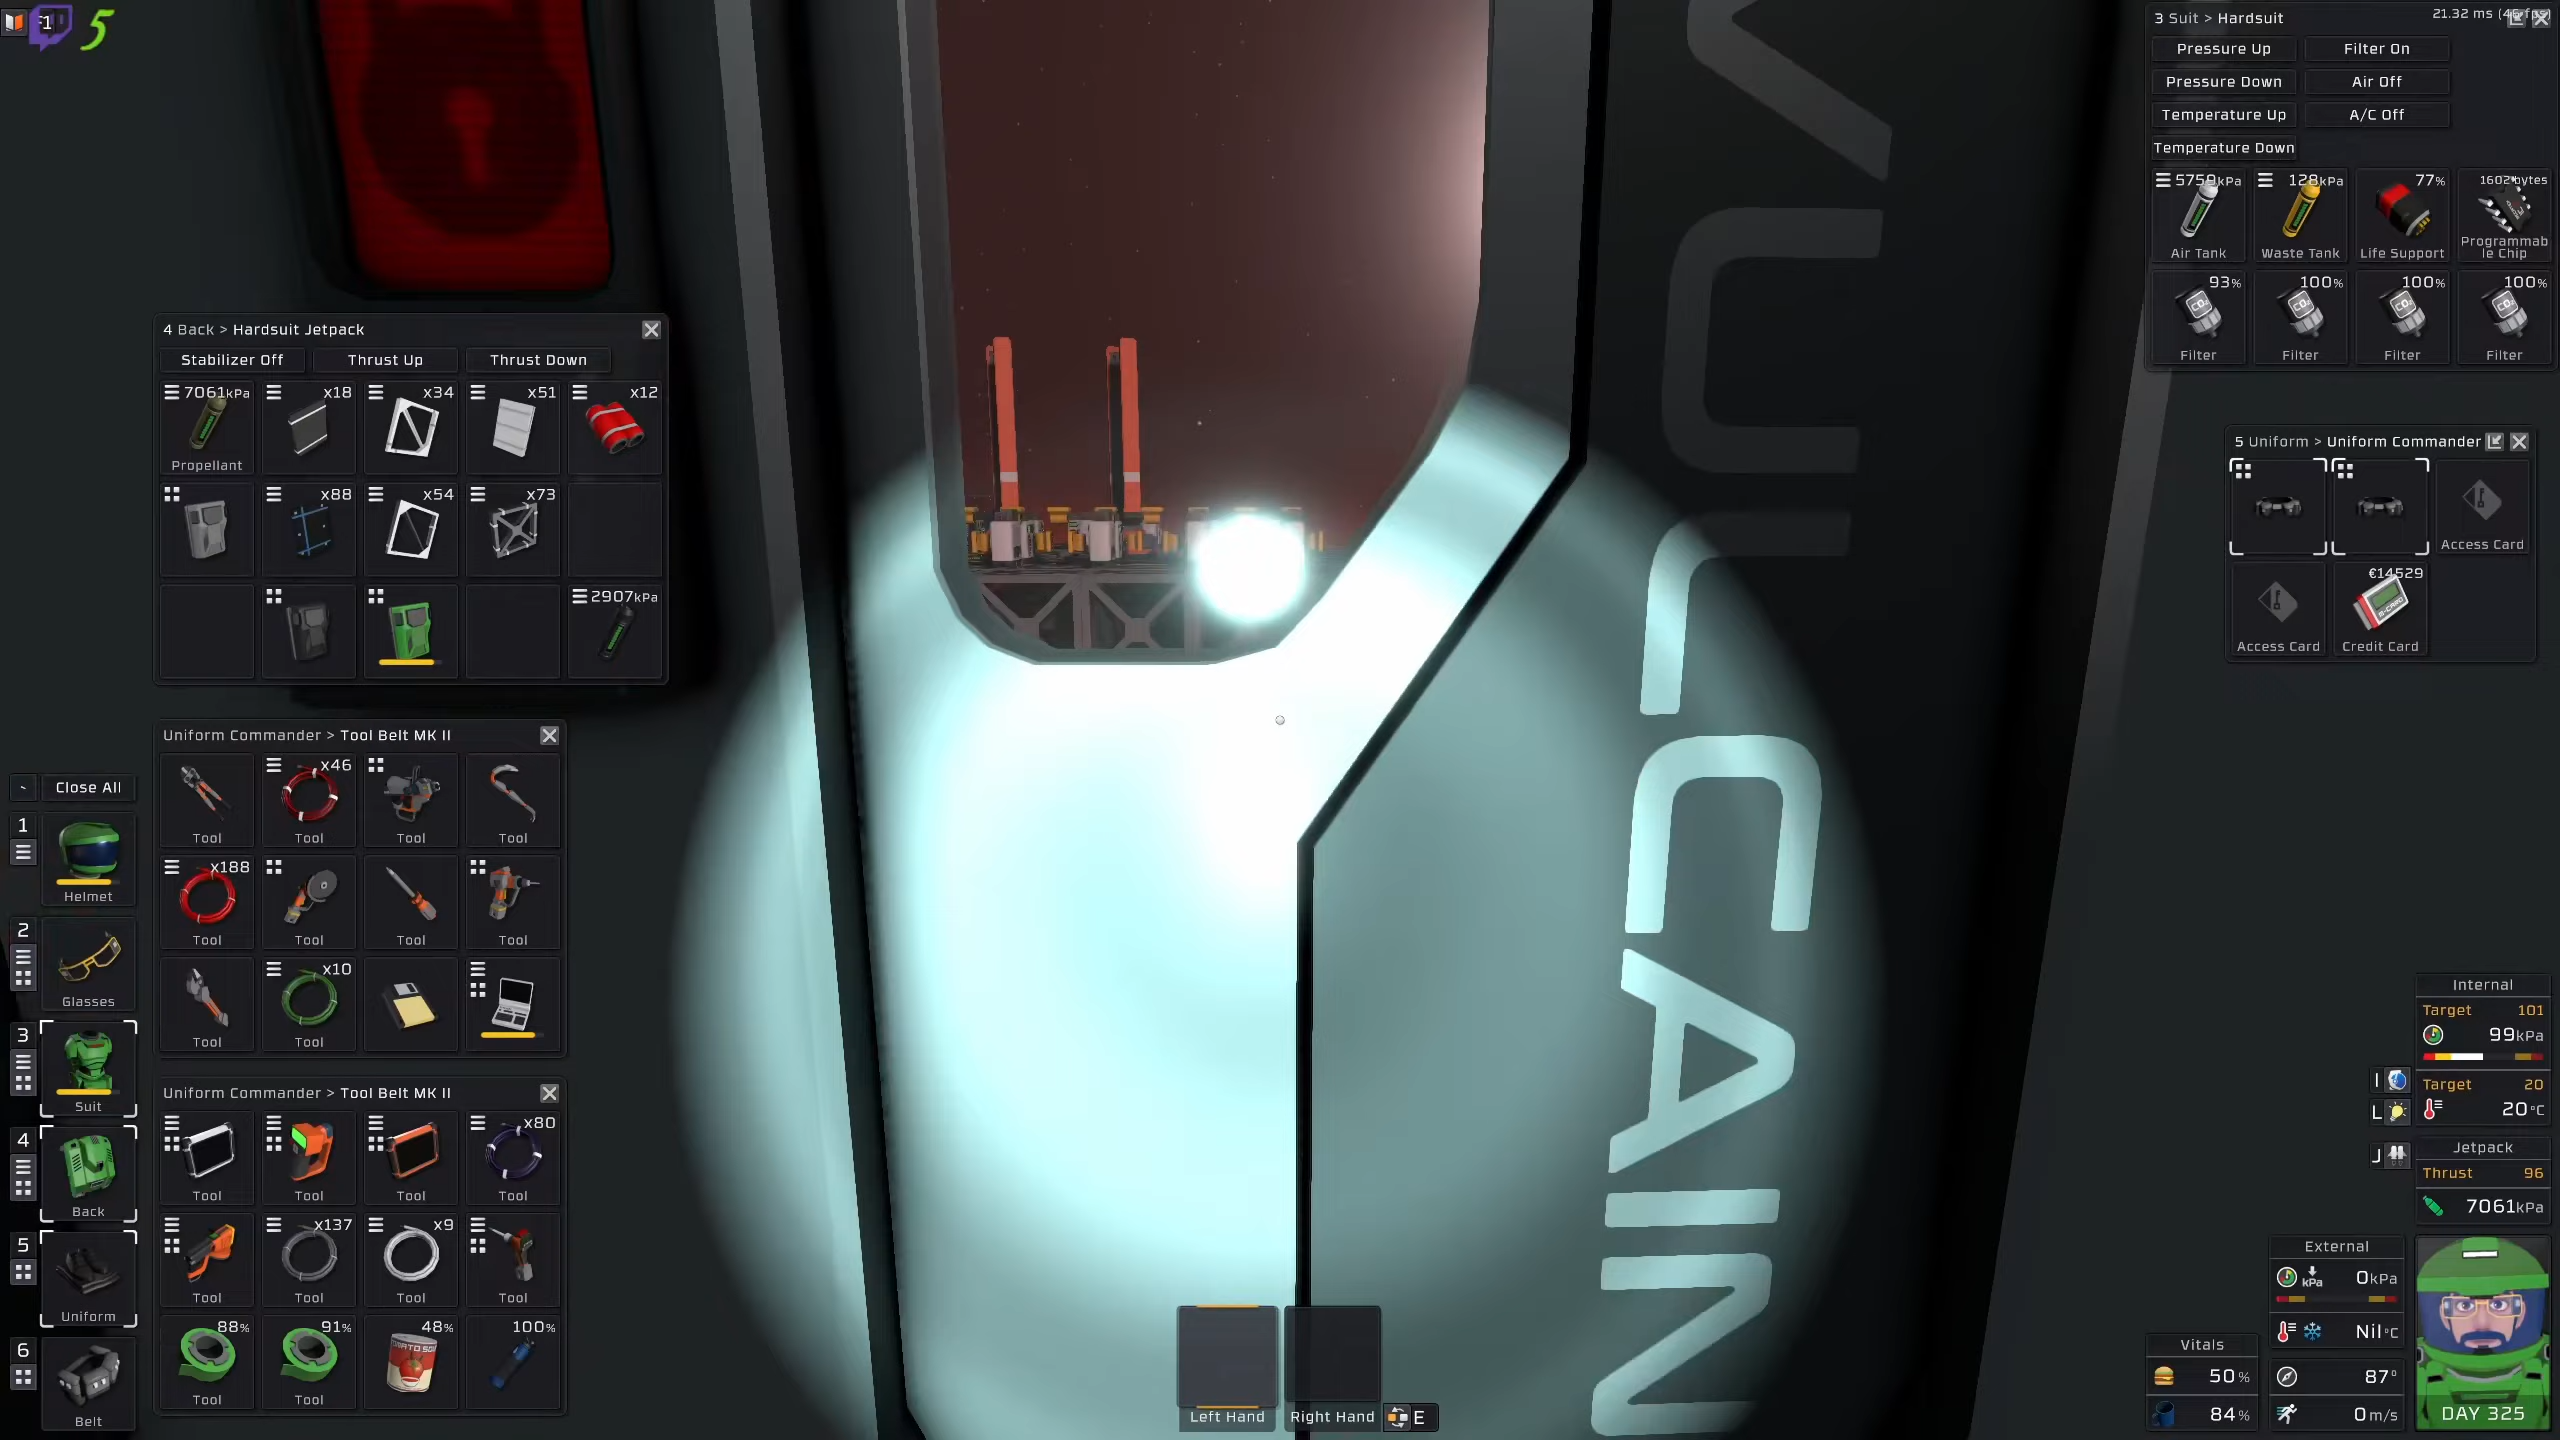 F1
5
3 Suit > Hardsuit
21.32 ms
Pressure Up
Filter On
Pressure Down
Air Off
Temperature Up
A/C Off
Temperature Down
5759kPa
Air Tank
128kPa
Waste Tank
77%
Life Support
1602 bytes
Programmab
le Chip
93%
Filter
100%
Filter
100%
Filter
100%
Filter
4 Back > Hardsuit Jetpack
Stabilizer Off
Thrust Up
Thrust Down
7061kPa
Propellant
x18
x34
x51
x12
x88
x54
x73
2907kPa
5 Uniform > Uniform Commander
Access Card
Access Card
€14529
Credit Card
Uniform Commander > Tool Belt MK II
Tool
x46
Tool
Tool
Tool
x188
Tool
Tool
Tool
Tool
Tool
x10
Tool
Tool
Tool
Uniform Commander > Tool Belt MK II
Tool
Tool
Tool
x80
Tool
Tool
x137
Tool
x9
Tool
Tool
88%
Tool
91%
Tool
48%
Tool
100%
Tool
~
Close All
1
Helmet
2
Glasses
3
Suit
4
Back
5
Uniform
6
Belt
CAIN
Left Hand
Right Hand
E
Internal
Target 101
99kPa
Target 20
20°C
I
L
J
Jetpack
Thrust 96
7061kPa
External
kPa
0kPa
Nil°C
87°
0m/s
Vitals
50%
84%
DAY 325